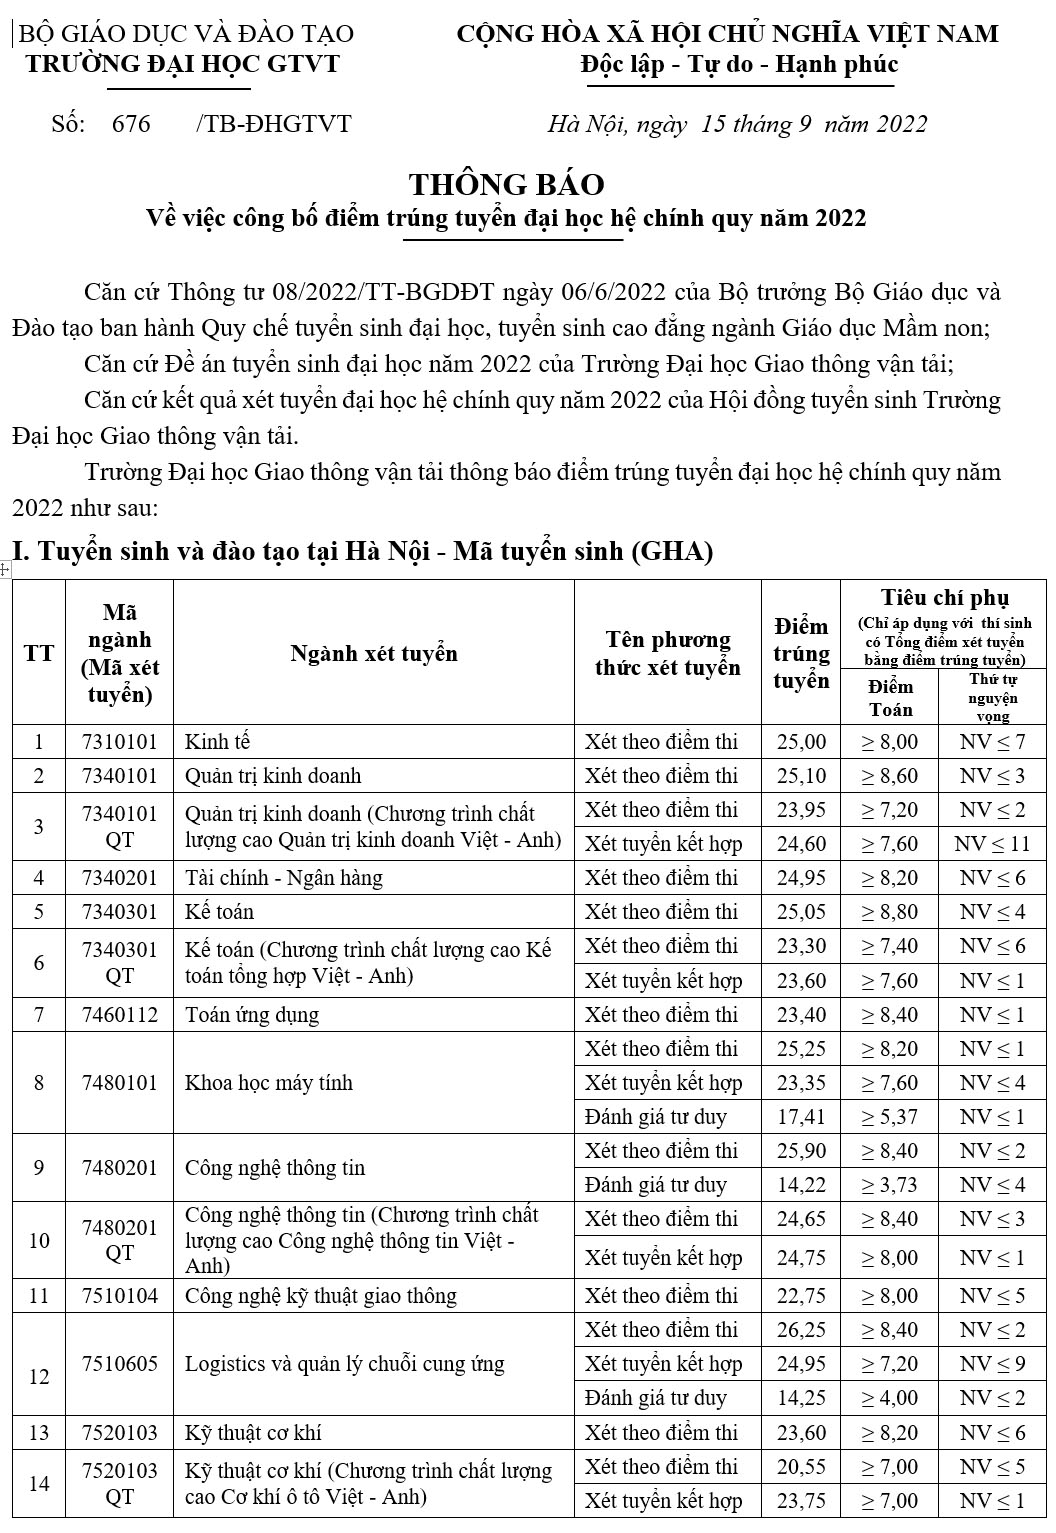 BỘ GIÁO DỤC VÀ ĐÀO TẠO
TRƯỜNG ĐẠI HỌC GTVT
CỘNG HÒA XÃ HỘI CHỦ NGHĨA VIỆT NAM
Độc lập - Tự do - Hạnh phúc
Số: 676 /TB-ĐHGTVT
Hà Nội, ngày 15 tháng 9 năm 2022
THÔNG BÁO
Về việc công bố điểm trúng tuyển đại học hệ chính quy năm 2022
Căn cứ Thông tư 08/2022/TT-BGDĐT ngày 06/6/2022 của Bộ trưởng Bộ Giáo dục và
Đào tạo ban hành Quy chế tuyển sinh đại học, tuyển sinh cao đẳng ngành Giáo dục Mầm non;
Căn cứ Đề án tuyển sinh đại học năm 2022 của Trường Đại học Giao thông vận tải;
Căn cứ kết quả xét tuyển đại học hệ chính quy năm 2022 của Hội đồng tuyển sinh Trường
Đại học Giao thông vận tải.
Trường Đại học Giao thông vận tải thông báo điểm trúng tuyển đại học hệ chính quy năm
2022 như sau:
I. Tuyển sinh và đào tạo tại Hà Nội - Mã tuyển sinh (GHA)
TT
Mã
ngành
(Mã xét
tuyển)
Ngành xét tuyển
Tên phương
thức xét tuyển
Điểm
trúng
tuyển
Tiêu chí phụ
(Chỉ áp dụng với thí sinh
có Tổng điểm xét tuyển
bằng điểm trúng tuyển)
Điểm
Toán
Thứ tự
nguyện
vọng
1 7310101 Kinh tế Xét theo điểm thi 25,00 ≥ 8,00 NV ≤ 7
2 7340101 Quản trị kinh doanh Xét theo điểm thi 25,10 ≥ 8,60 NV ≤ 3
3
7340101
QT
Quản trị kinh doanh (Chương trình chất
lượng cao Quản trị kinh doanh Việt - Anh)
Xét theo điểm thi 23,95 ≥ 7,20 NV ≤ 2
Xét tuyển kết hợp 24,60 ≥ 7,60 NV ≤ 11
4 7340201 Tài chính - Ngân hàng Xét theo điểm thi 24,95 ≥ 8,20 NV ≤ 6
5 7340301 Kế toán Xét theo điểm thi 25,05 ≥ 8,80 NV ≤ 4
6
7340301
QT
Kế toán (Chương trình chất lượng cao Kế
toán tổng hợp Việt - Anh)
Xét theo điểm thi 23,30 ≥ 7,40 NV ≤ 6
Xét tuyển kết hợp 23,60 ≥ 7,60 NV ≤ 1
7 7460112 Toán ứng dụng Xét theo điểm thi 23,40 ≥ 8,40 NV ≤ 1
8 7480101 Khoa học máy tính
Xét theo điểm thi 25,25 ≥ 8,20 NV ≤ 1
Xét tuyển kết hợp 23,35 ≥ 7,60 NV ≤ 4
Đánh giá tư duy 17,41 ≥ 5,37 NV ≤ 1
9 7480201 Công nghệ thông tin
Xét theo điểm thi 25,90 ≥ 8,40 NV ≤ 2
Đánh giá tư duy 14,22 ≥ 3,73 NV ≤ 4
10
7480201
QT
Công nghệ thông tin (Chương trình chất
lượng cao Công nghệ thông tin Việt -
Anh)
Xét theo điểm thi 24,65 ≥ 8,40 NV ≤ 3
Xét tuyển kết hợp 24,75 ≥ 8,00 NV ≤ 1
11 7510104 Công nghệ kỹ thuật giao thông Xét theo điểm thi 22,75 ≥ 8,00 NV ≤ 5
12 7510605 Logistics và quản lý chuỗi cung ứng
Xét theo điểm thi 26,25 ≥ 8,40 NV ≤ 2
Xét tuyển kết hợp 24,95 ≥ 7,20 NV ≤ 9
Đánh giá tư duy 14,25 ≥ 4,00 NV ≤ 2
13 7520103 Kỹ thuật cơ khí Xét theo điểm thi 23,60 ≥ 8,20 NV ≤ 6
14
7520103
QT
Kỹ thuật cơ khí (Chương trình chất lượng
cao Cơ khí ô tô Việt - Anh)
Xét theo điểm thi 20,55 ≥ 7,00 NV ≤ 5
Xét tuyển kết hợp 23,75 ≥ 7,00 NV ≤ 1